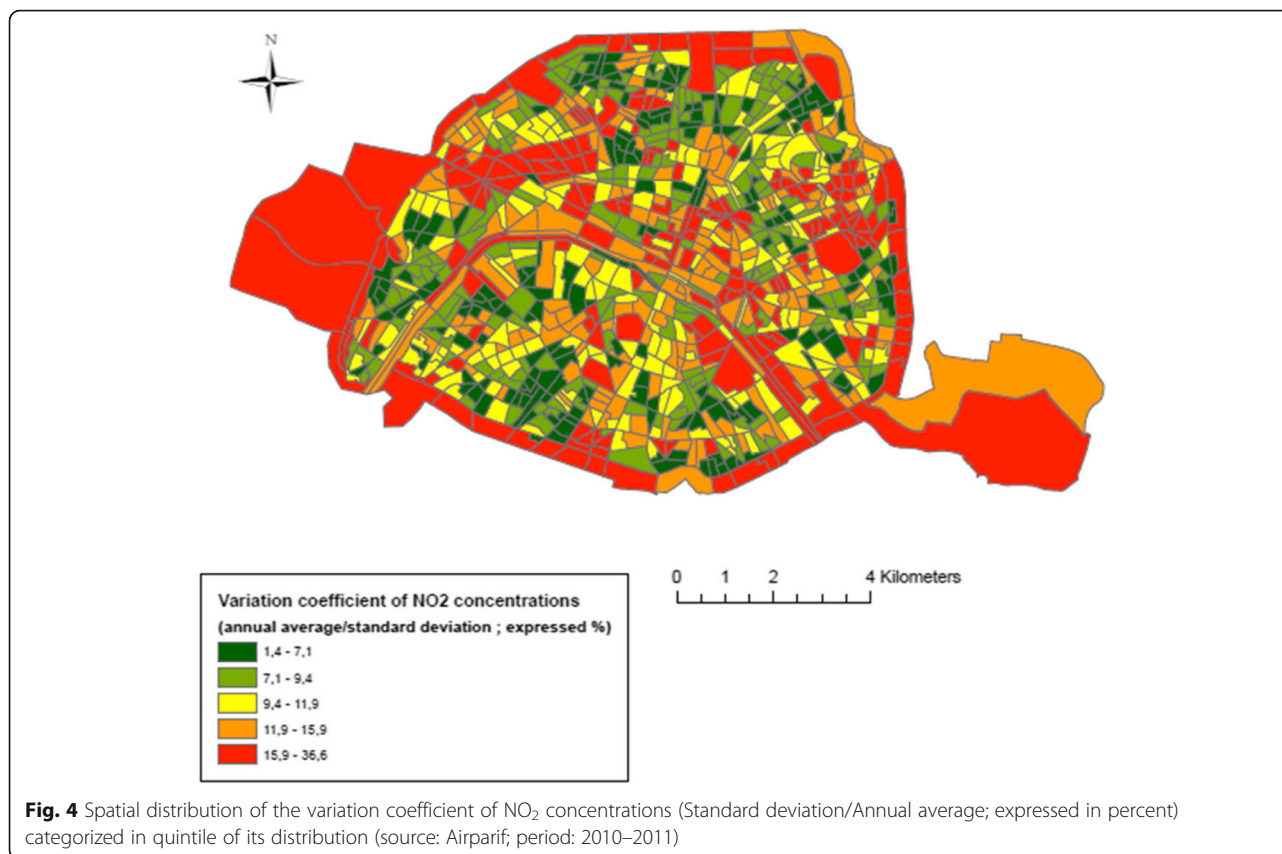 N
0 1 2 4 Kilometers
Variation coefficient of NO2 concentrations
(annual average/standard deviation ; expressed %)
1,4 - 7,1
7,1 - 9,4
9,4 - 11,9
11,9 - 15,9
15,9 - 36,6
Fig. 4 Spatial distribution of the variation coefficient of NO2 concentrations (Standard deviation/Annual average; expressed in percent)
categorized in quintile of its distribution (source: Airparif; period: 2010–2011)